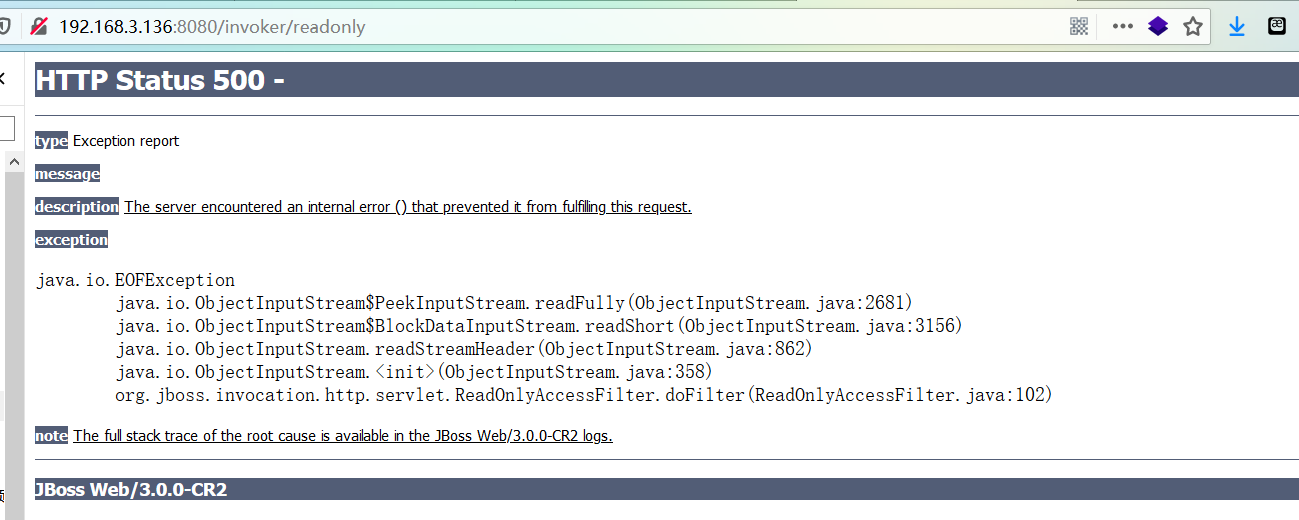 192.168.3.136:8080/invoker/readonly
HTTP Status 500 -
type Exception report
message
description The server encountered an internal error () that prevented it from fulfilling this request.
exception
java.io.EOFException
java.io.ObjectInputStream$PeekInputStream.readFully(ObjectInputStream.java:2681)
java.io.ObjectInputStream$BlockDataInputStream.readShort(ObjectInputStream.java:3156)
java.io.ObjectInputStream.readStreamHeader(ObjectInputStream.java:862)
java.io.ObjectInputStream.<init>(ObjectInputStream.java:358)
org.jboss.invocation.http.servlet.ReadOnlyAccessFilter.doFilter(ReadOnlyAccessFilter.java:102)
note The full stack trace of the root cause is available in the JBoss Web/3.0.0-CR2 logs.
JBoss Web/3.0.0-CR2